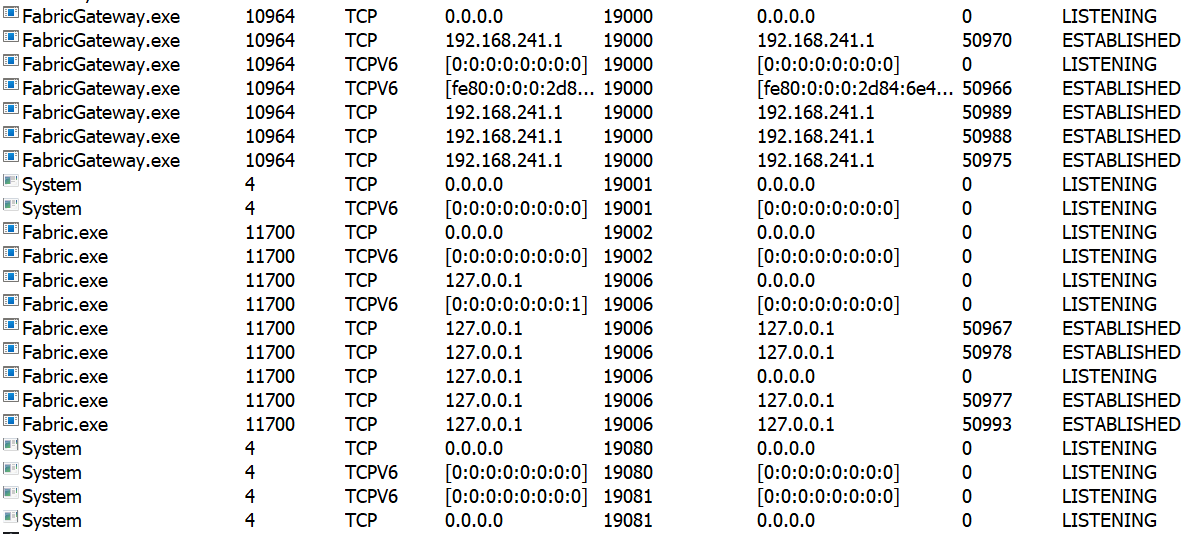 FabricGateway.exe 10964 TCP 0.0.0.0 19000 0.0.0.0 0 LISTENING
FabricGateway.exe 10964 TCP 192.168.241.1 19000 192.168.241.1 50970 ESTABLISHED
FabricGateway.exe 10964 TCPV6 [0:0:0:0:0:0:0:0] 19000 [0:0:0:0:0:0:0:0] 0 LISTENING
FabricGateway.exe 10964 TCPV6 [fe80:0:0:0:2d8... 19000 [fe80:0:0:0:2d84:6e4... 50966 ESTABLISHED
FabricGateway.exe 10964 TCP 192.168.241.1 19000 192.168.241.1 50989 ESTABLISHED
FabricGateway.exe 10964 TCP 192.168.241.1 19000 192.168.241.1 50988 ESTABLISHED
FabricGateway.exe 10964 TCP 192.168.241.1 19000 192.168.241.1 50975 ESTABLISHED
System 4 TCP 0.0.0.0 19001 0.0.0.0 0 LISTENING
System 4 TCPV6 [0:0:0:0:0:0:0:0] 19001 [0:0:0:0:0:0:0:0] 0 LISTENING
Fabric.exe 11700 TCP 0.0.0.0 19002 0.0.0.0 0 LISTENING
Fabric.exe 11700 TCPV6 [0:0:0:0:0:0:0:0] 19002 [0:0:0:0:0:0:0:0] 0 LISTENING
Fabric.exe 11700 TCP 127.0.0.1 19006 0.0.0.0 0 LISTENING
Fabric.exe 11700 TCPV6 [0:0:0:0:0:0:0:1] 19006 [0:0:0:0:0:0:0:0] 0 LISTENING
Fabric.exe 11700 TCP 127.0.0.1 19006 127.0.0.1 50967 ESTABLISHED
Fabric.exe 11700 TCP 127.0.0.1 19006 127.0.0.1 50978 ESTABLISHED
Fabric.exe 11700 TCP 127.0.0.1 19006 0.0.0.0 0 LISTENING
Fabric.exe 11700 TCP 127.0.0.1 19006 127.0.0.1 50977 ESTABLISHED
Fabric.exe 11700 TCP 127.0.0.1 19006 127.0.0.1 50993 ESTABLISHED
System 4 TCP 0.0.0.0 19080 0.0.0.0 0 LISTENING
System 4 TCPV6 [0:0:0:0:0:0:0:0] 19080 [0:0:0:0:0:0:0:0] 0 LISTENING
System 4 TCPV6 [0:0:0:0:0:0:0:0] 19081 [0:0:0:0:0:0:0:0] 0 LISTENING
System 4 TCP 0.0.0.0 19081 0.0.0.0 0 LISTENING